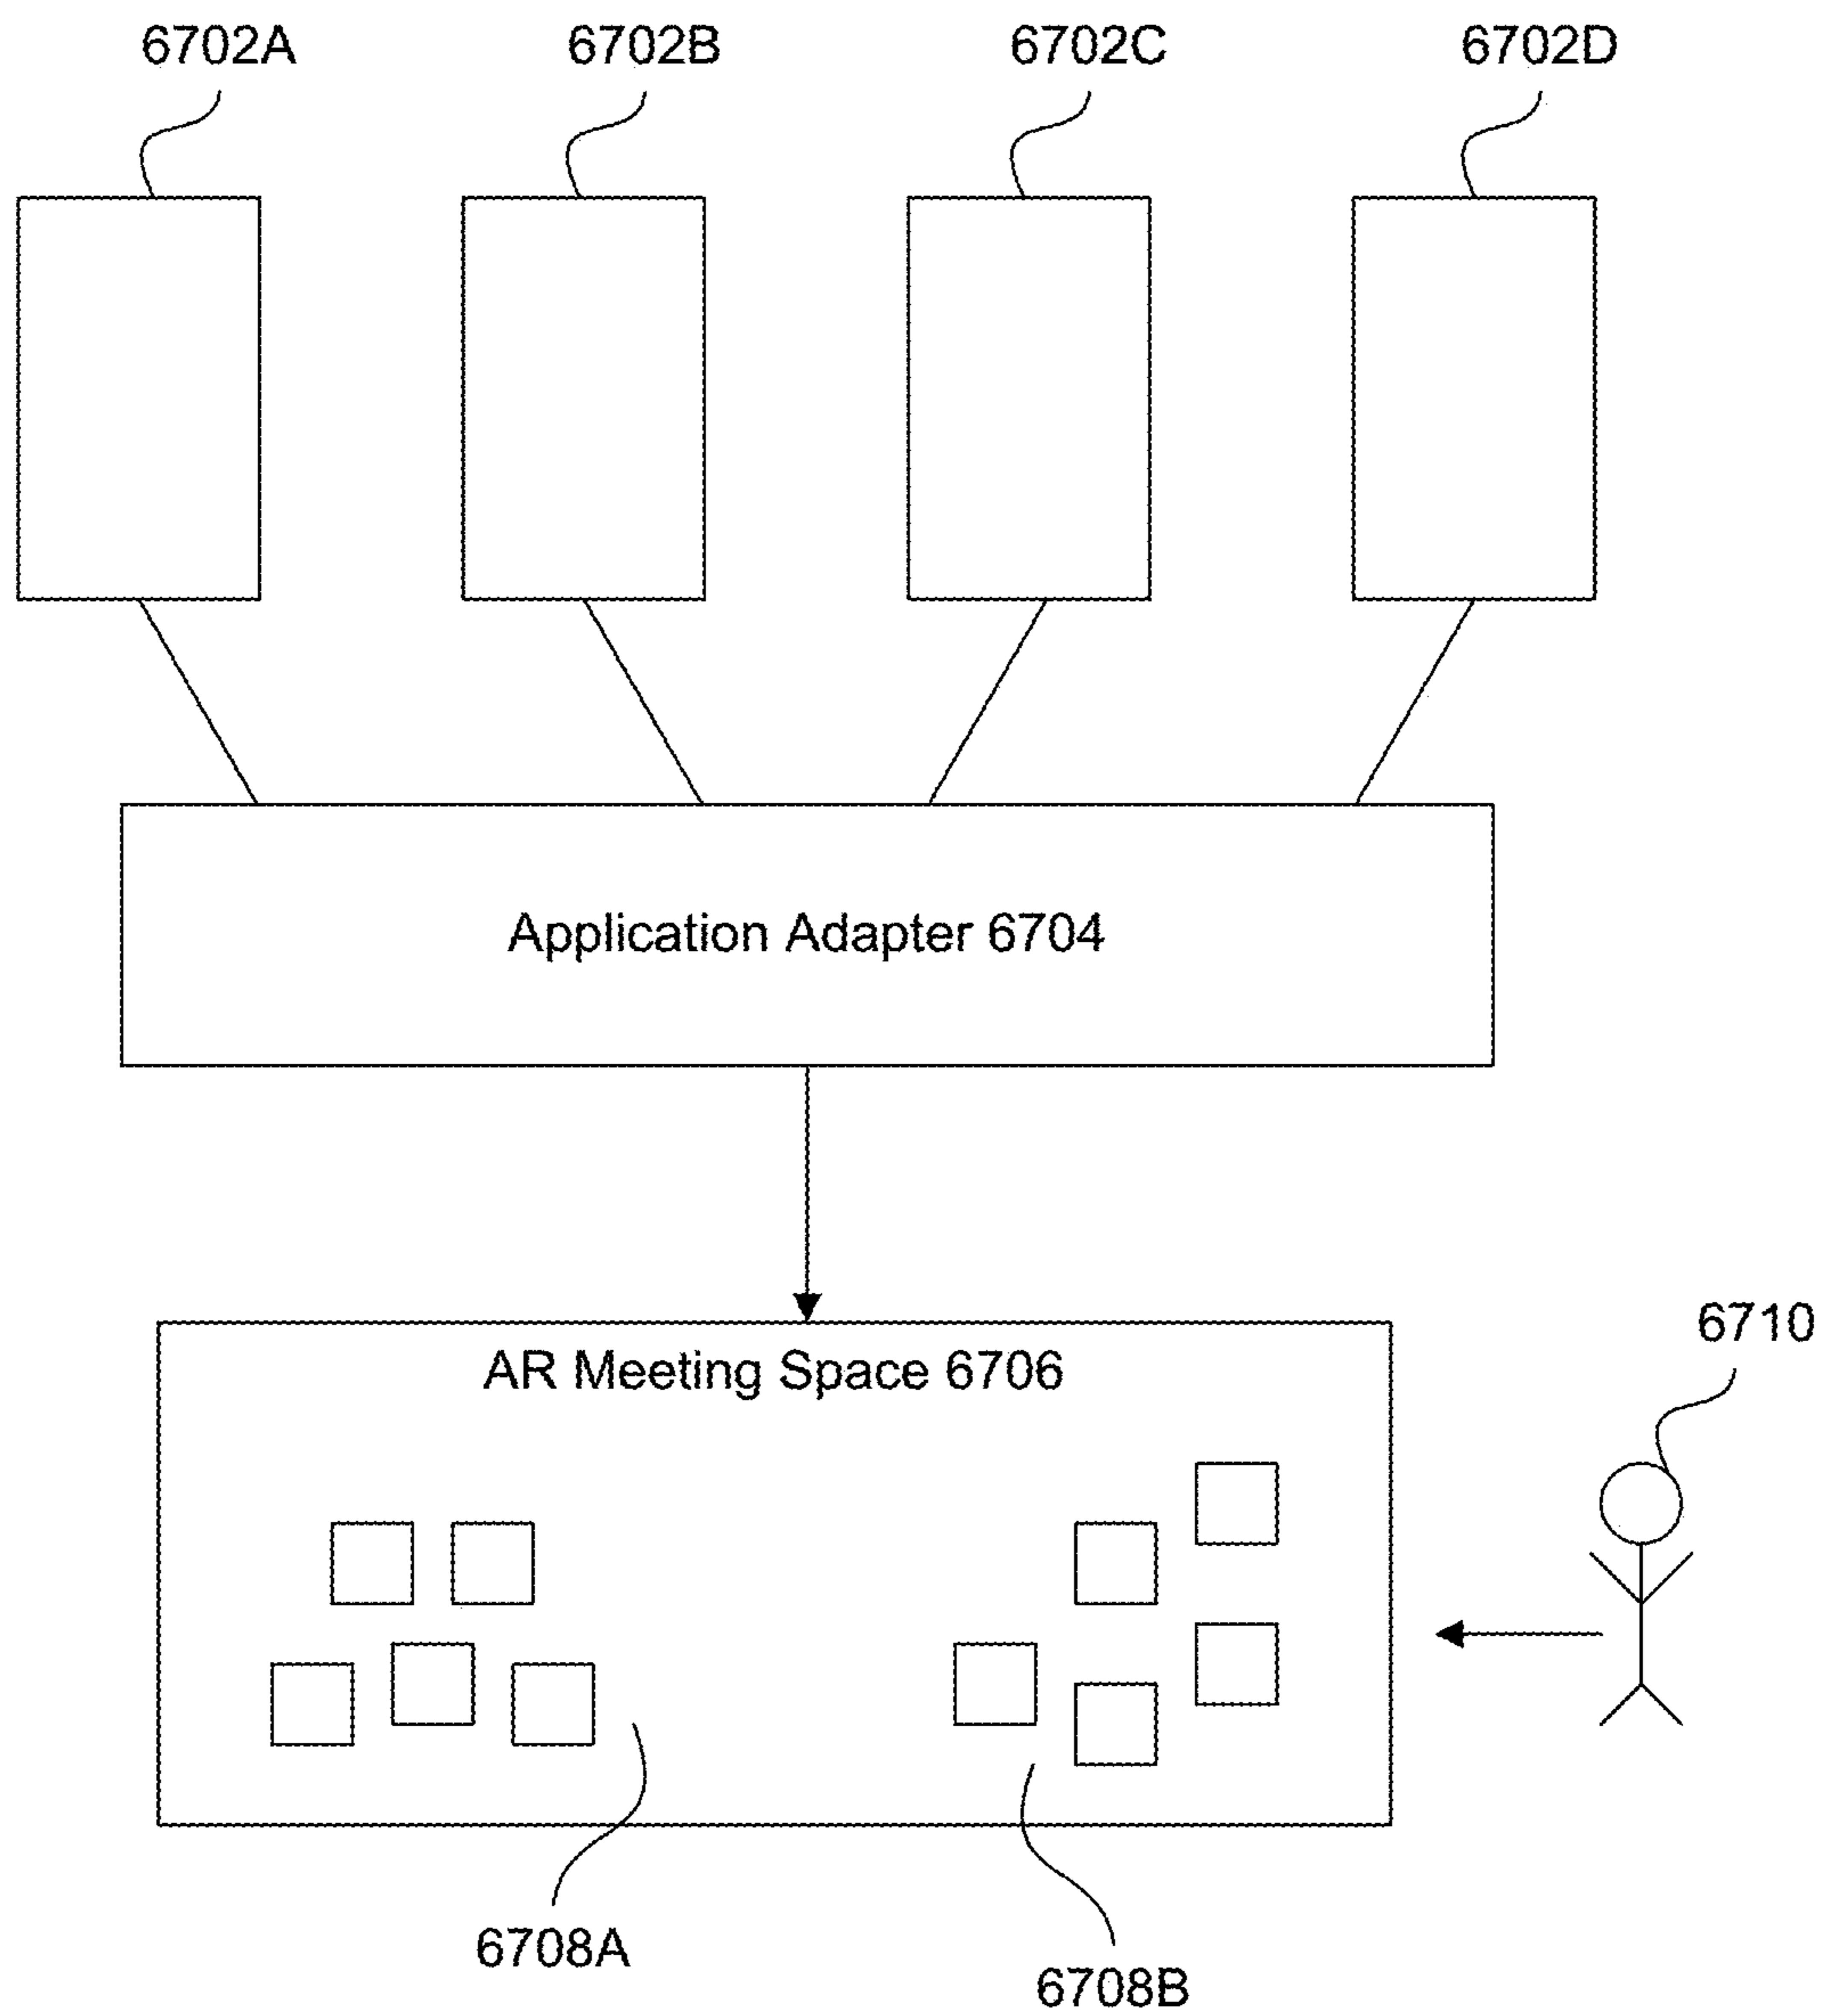 6702A
6702B
6702C
6702D
Application Adapter 6704
AR Meeting Space 6706
6710
6708A
6708B